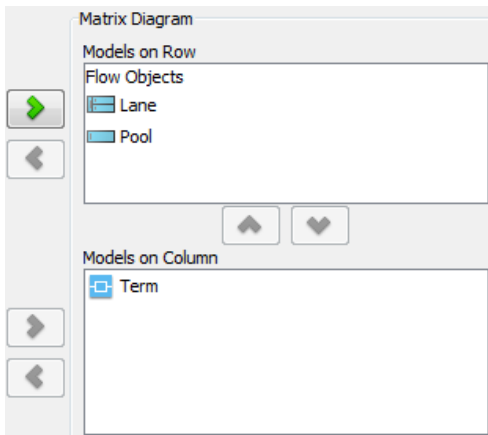 Matrix Diagram
Models on Row
Flow Objects
Lane
Pool
Models on Column
Term